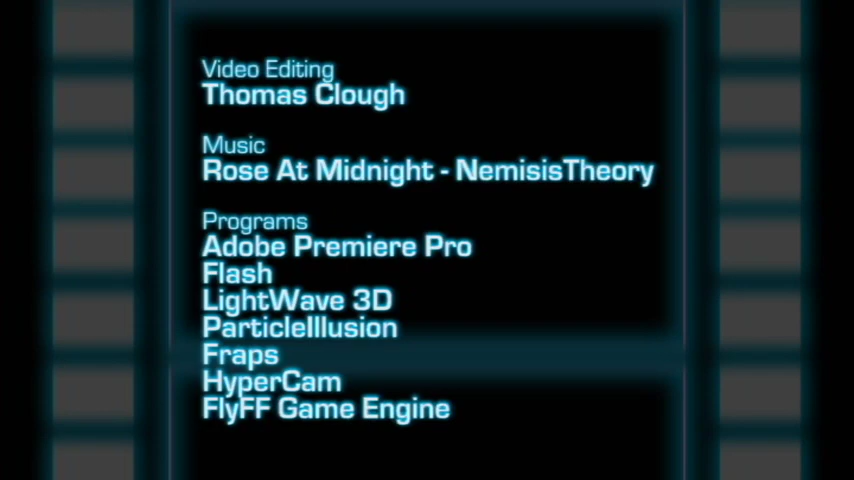 Video Editing
Thomas Clough
Music
Rose At Midnight - NemisisTheory
Programs
Adobe Premiere Pro
Flash
LightWave 3D
ParticleIllusion
Fraps
HyperCam
FlyFF Game Engine